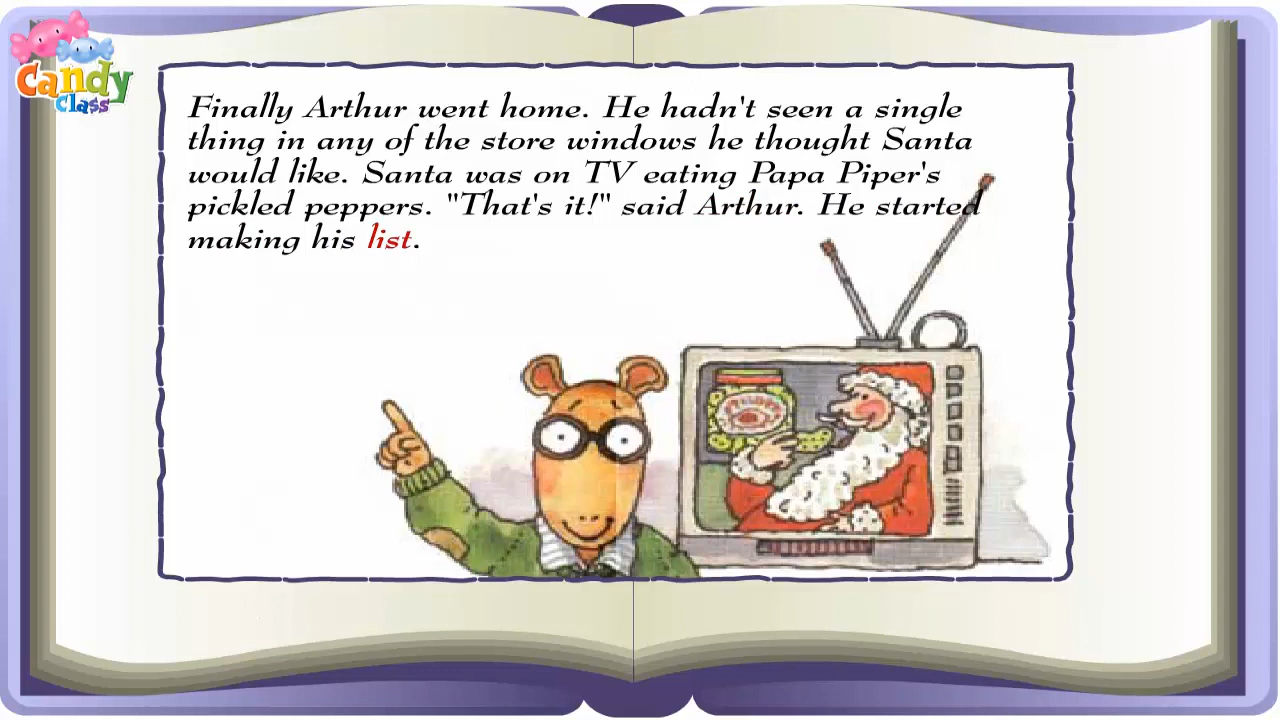 Candy
Class
Finally Arthur went home. He hadn't seen a single
thing in any of the store windows he thought Santa
would like. Santa was on TV eating Papa Piper's
pickled peppers. "That's it!" said Arthur. He started
making his list.